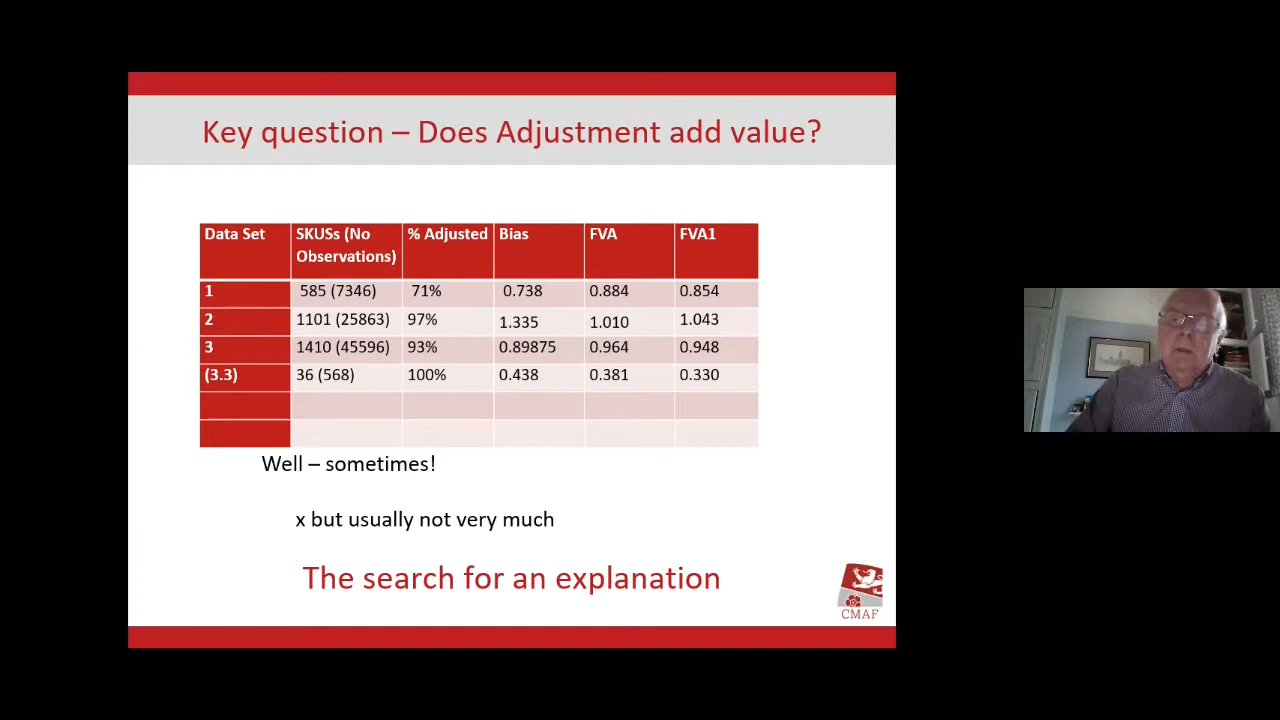 Key question – Does Adjustment add value?
Data Set SKUSs (No Observations) % Adjusted Bias FVA FVA1
1 585 (7346) 71% 0.738 0.884 0.854
2 1101 (25863) 97% 1.335 1.010 1.043
3 1410 (45596) 93% 0.89875 0.964 0.948
(3.3) 36 (568) 100% 0.438 0.381 0.330
Well – sometimes!
x but usually not very much
The search for an explanation
CMAF